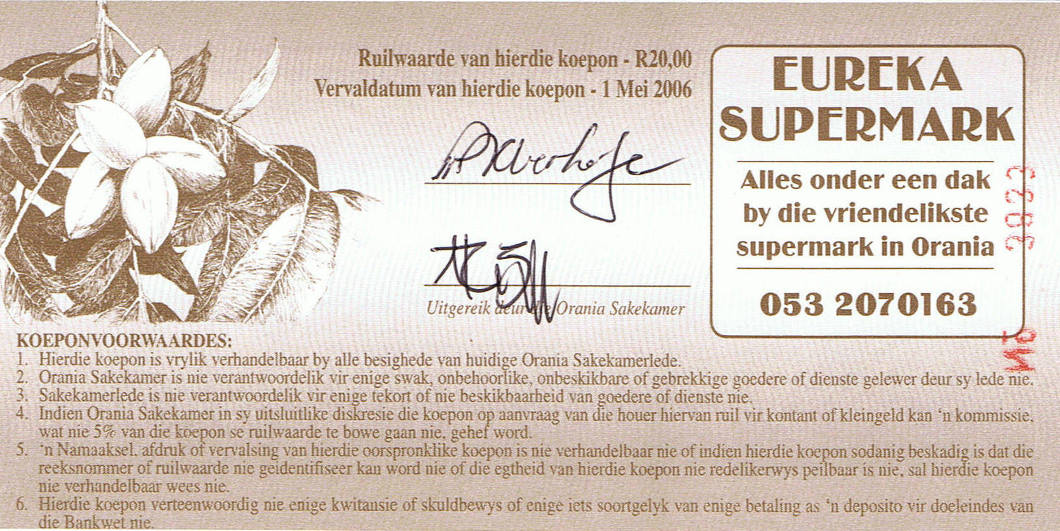 Ruilwaarde van hierdie koepon - R20,00
Vervaldatum van hierdie koepon - 1 Mei 2006
Uitgereik deur die Orania Sakekamer
EUREKA
SUPERMARK
Alles onder een dak
by die vriendelikste
supermark in Orania
053 2070163
KOEPONVOORWAARDES:
1. Hierdie koepon is vrylik verhandelbaar by alle besighede van huidige Orania Sakekamerlede.
2. Orania Sakekamer is nie verantwoordelik vir enige swak, onbehoorlike, onbeskikbare of gebrekkige goedere of dienste gelewer deur sy lede nie.
3. Sakekamerlede is nie verantwoordelik vir enige tekort of nie beskikbaarheid van goedere of dienste nie.
4. Indien Orania Sakekamer in sy uitsluitlike diskresie die koepon op aanvraag van die houer hiervan ruil vir kontant of kleingeld kan 'n kommissie,
wat nie 5% van die koepon se ruilwaarde te bowe gaan nie, gehef word.
5. 'n Namaaksel, afdruk of vervalsing van hierdie oorspronklike koepon is nie verhandelbaar nie of indien hierdie koepon sodanig beskadig is dat die
reeksnommer of ruilwaarde nie geidentifiseer kan word nie of die egtheid van hierdie koepon nie redelikerwys peilbaar is nie, sal hierdie koepon
nie verhandelbaar wees nie.
6. Hierdie koepon verteenwoordig nie enige kwitansie of skuldbewys of enige iets soortgelyk van enige betaling as 'n deposito vir doeleindes van
die Bankwet nie.